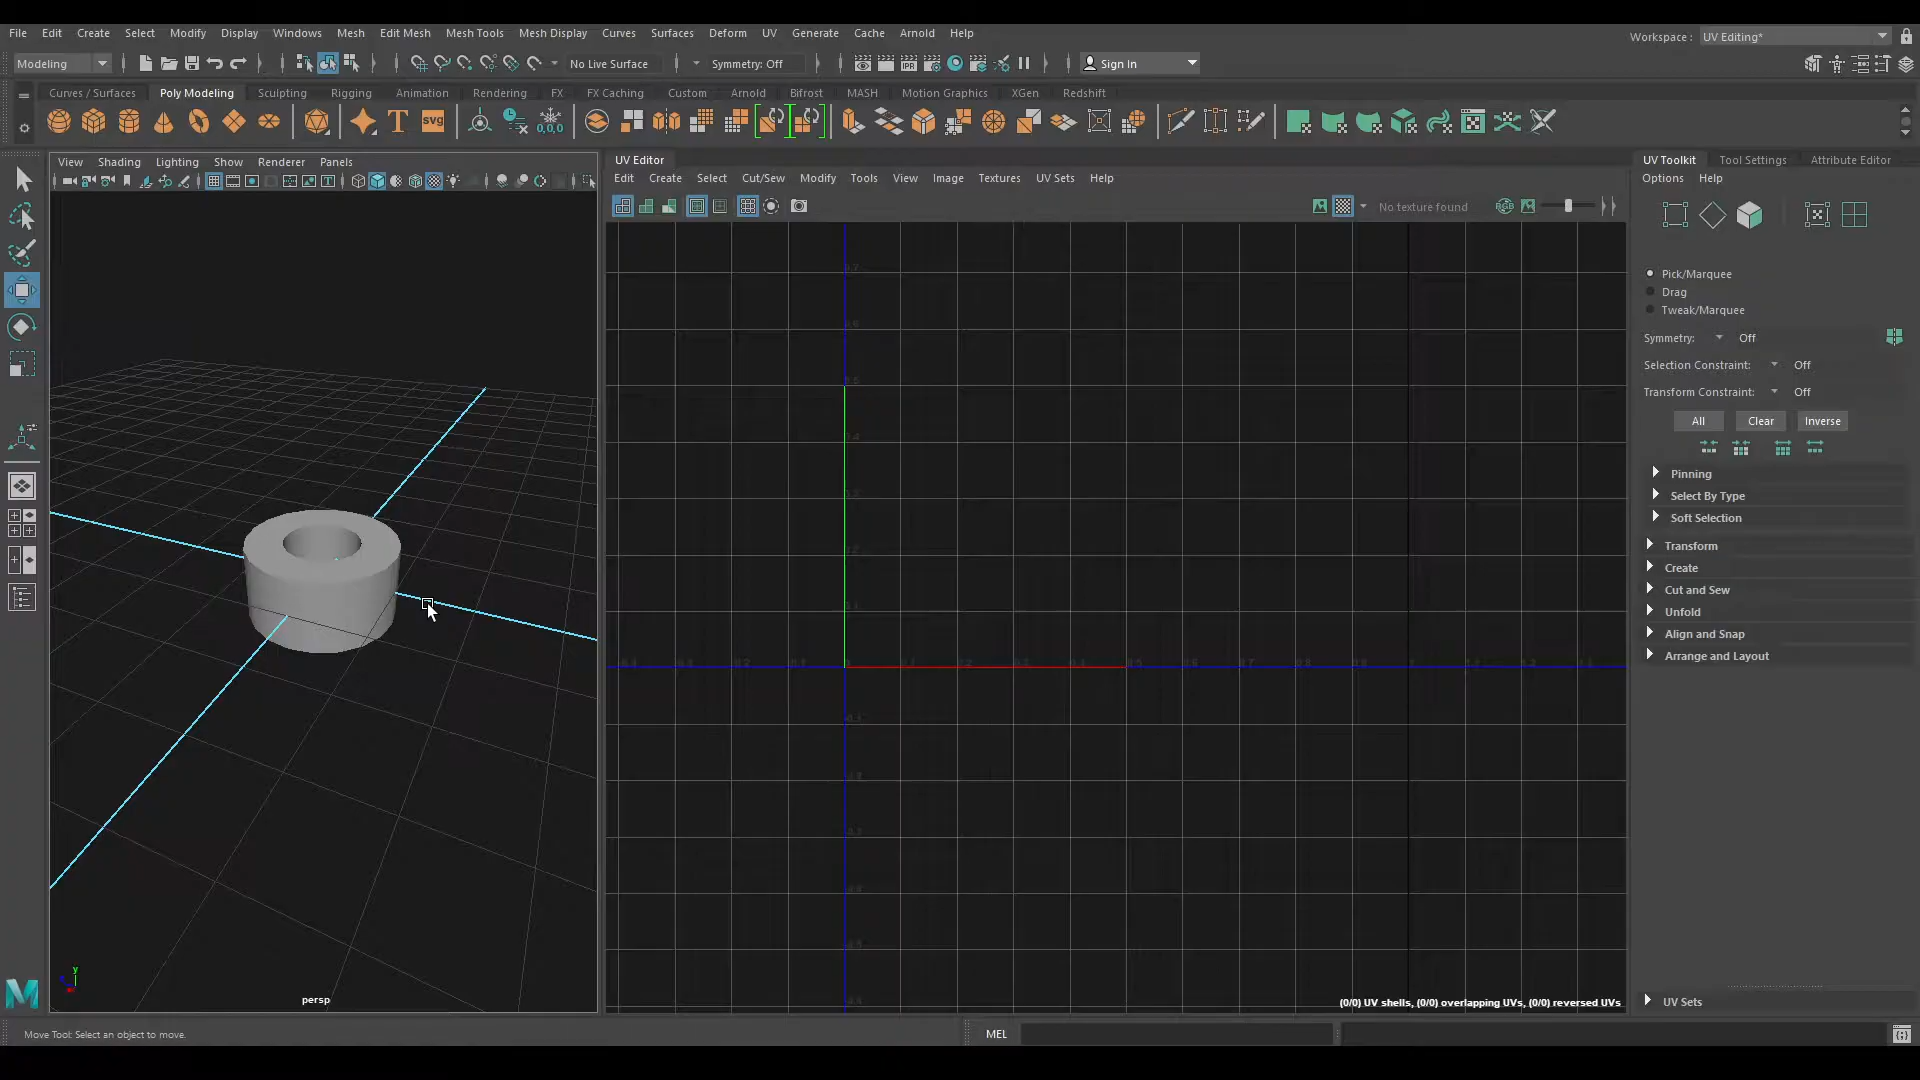 File Edit Create Select Modify Display Windows Mesh Edit Mesh Mesh Tools Mesh Display Curves Surfaces Deform UV Generate Cache Arnold Help
Workspace : UV Editing*
Modeling No Live Surface Symmetry: Off Sign In
Curves / Surfaces Poly Modeling Sculpting Rigging Animation Rendering FX FX Caching Custom Arnold Bifrost MASH Motion Graphics XGen Redshift
T SVG 0,0,0
View Shading Lighting Show Renderer Panels
UV Editor
Edit Create Select Cut/Sew Modify Tools View Image Textures UV Sets Help
No texture found
UV Toolkit Tool Settings Attribute Editor
Options Help
Pick/Marquee
Drag
Tweak/Marquee
Symmetry: Off
Selection Constraint: Off
Transform Constraint: Off
All Clear Inverse
Pinning
Select By Type
Soft Selection
Transform
Create
Cut and Sew
Unfold
Align and Snap
Arrange and Layout
y
persp
(0/0) UV shells, (0/0) overlapping UVs, (0/0) reversed UVs
UV Sets
Move Tool: Select an object to move.
MEL